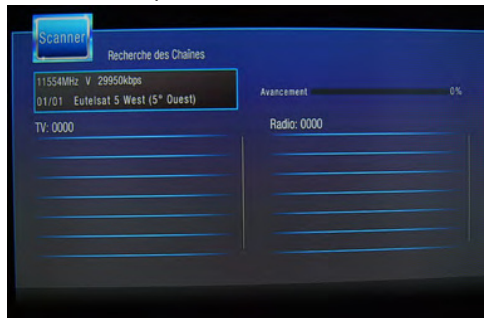 Scanner
Recherche des Chaînes
11554MHz V 29950kbps
01/01 Eutelsat 5 West (5° Ouest)
Avancement 0%
TV: 0000
Radio: 0000